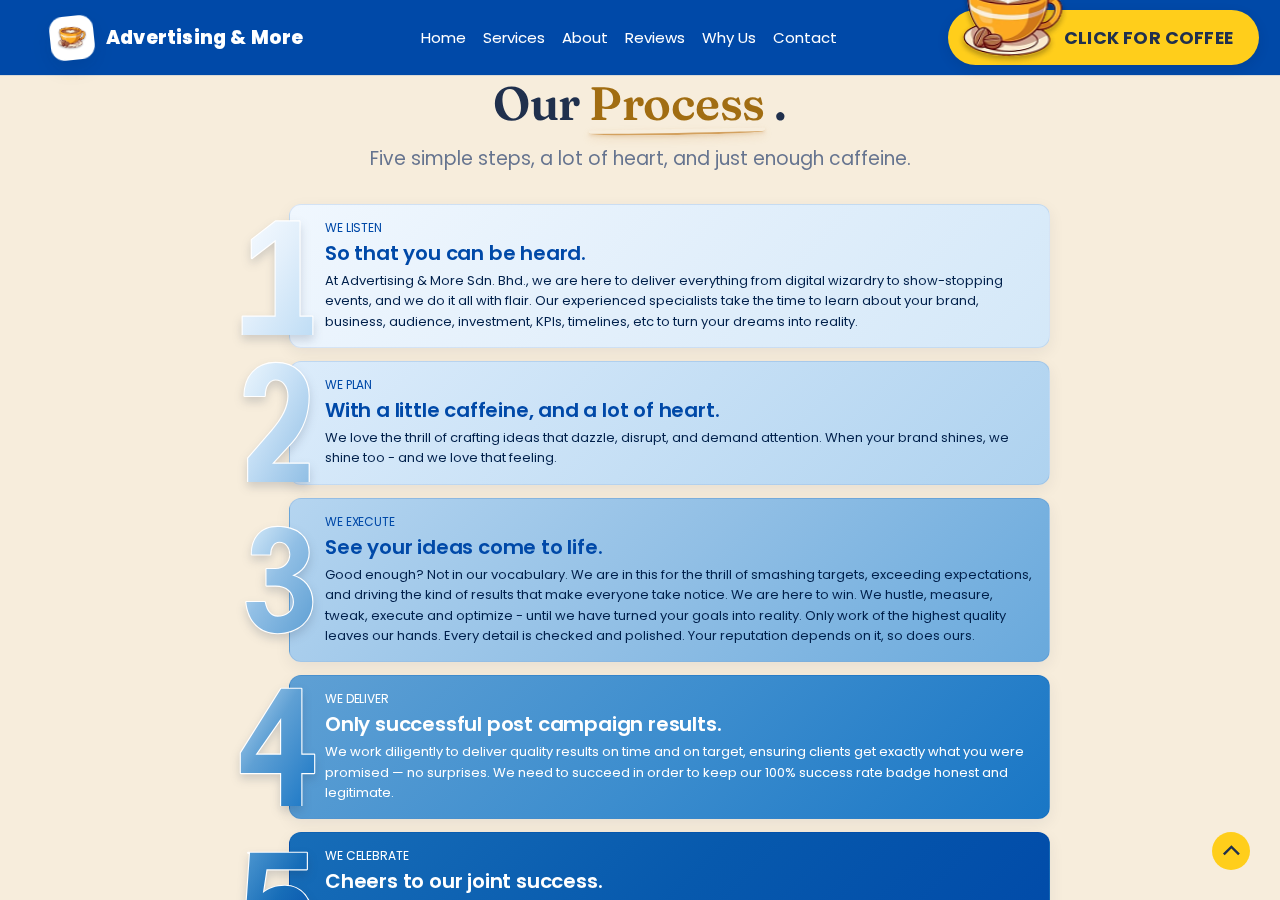 Advertising & More
Home Services About Reviews Why Us Contact
CLICK FOR COFFEE
Our Process .
Five simple steps, a lot of heart, and just enough caffeine.
1
WE LISTEN
So that you can be heard.
At Advertising & More Sdn. Bhd., we are here to deliver everything from digital wizardry to show-stopping
events, and we do it all with flair. Our experienced specialists take the time to learn about your brand,
business, audience, investment, KPIs, timelines, etc to turn your dreams into reality.
2
WE PLAN
With a little caffeine, and a lot of heart.
We love the thrill of crafting ideas that dazzle, disrupt, and demand attention. When your brand shines, we
shine too - and we love that feeling.
3
WE EXECUTE
See your ideas come to life.
Good enough? Not in our vocabulary. We are in this for the thrill of smashing targets, exceeding expectations,
and driving the kind of results that make everyone take notice. We are here to win. We hustle, measure,
tweak, execute and optimize - until we have turned your goals into reality. Only work of the highest quality
leaves our hands. Every detail is checked and polished. Your reputation depends on it, so does ours.
4
WE DELIVER
Only successful post campaign results.
We work diligently to deliver quality results on time and on target, ensuring clients get exactly what you were
promised — no surprises. We need to succeed in order to keep our 100% success rate badge honest and
legitimate.
5
WE CELEBRATE
Cheers to our joint success.